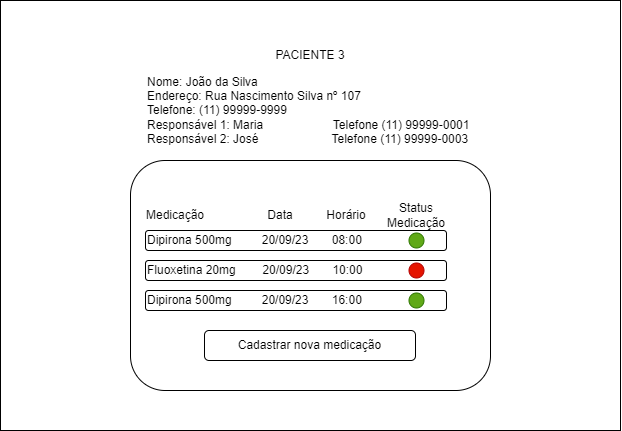 PACIENTE 3
Nome: João da Silva
Endereço: Rua Nascimento Silva nº 107
Telefone: (11) 99999-9999
Responsável 1: Maria Telefone (11) 99999-0001
Responsável 2: José Telefone (11) 99999-0003
Medicação Data Horário Status Medicação
Dipirona 500mg 20/09/23 08:00
Fluoxetina 20mg 20/09/23 10:00
Dipirona 500mg 20/09/23 16:00
Cadastrar nova medicação